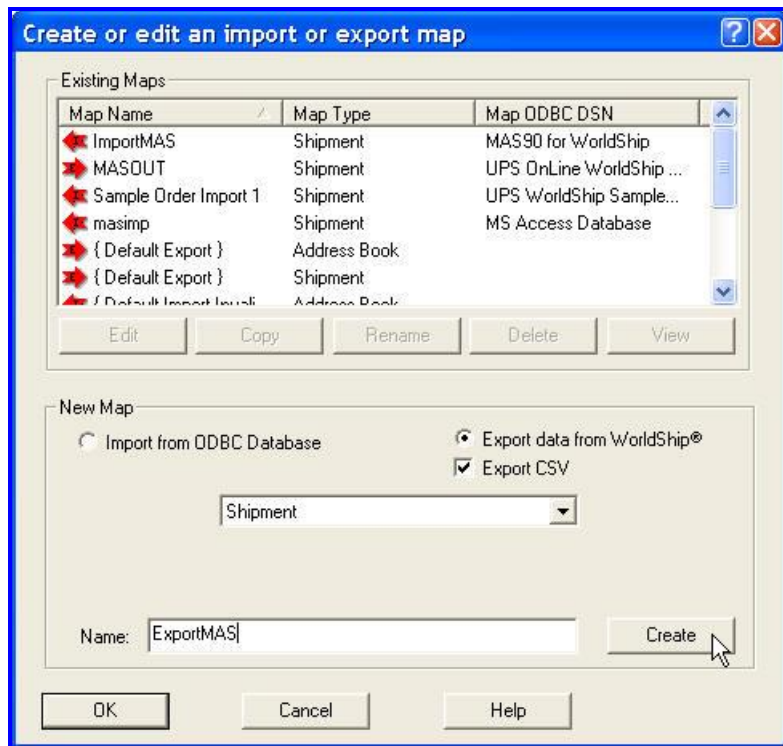 Create or edit an import or export map
Existing Maps
Map Name Map Type Map ODBC DSN
ImportMAS Shipment MAS90 for WorldShip
MASOUT Shipment UPS OnLine WorldShip ...
Sample Order Import 1 Shipment UPS WorldShip Sample...
masimp Shipment MS Access Database
{ Default Export } Address Book
{ Default Export } Shipment
{ Default Import Invali Address Book
Edit Copy Rename Delete View
New Map
Import from ODBC Database Export data from WorldShip®
Export CSV
Shipment
Name: ExportMAS Create
OK Cancel Help